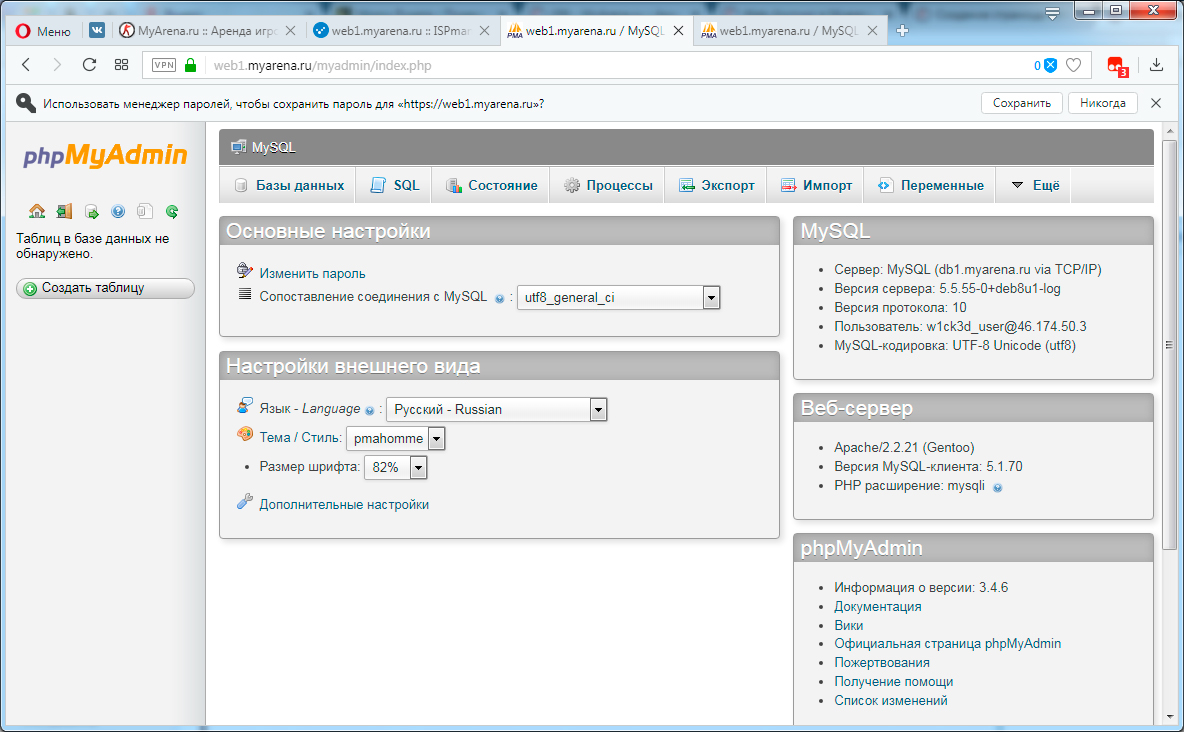 Меню
MyArena.ru :: Аренда игро
web1.myarena.ru :: ISPmar
PMA
web1.myarena.ru / MySQL
PMA
web1.myarena.ru / MySQL
VPN
web1.myarena.ru/myadmin/index.php
0
3
Использовать менеджер паролей, чтобы сохранить пароль для «https://web1.myarena.ru»?
Сохранить
Никогда
phpMyAdmin
Таблиц в базе данных не
обнаружено.
Создать таблицу
MySQL
Базы данных
SQL
Состояние
Процессы
Экспорт
Импорт
Переменные
Ещё
Основные настройки
Изменить пароль
Сопоставление соединения с MySQL : utf8_general_ci
Настройки внешнего вида
Язык - Language : Русский - Russian
Тема / Стиль: pmahomme
Размер шрифта: 82%
Дополнительные настройки
MySQL
Сервер: MySQL (db1.myarena.ru via TCP/IP)
Версия сервера: 5.5.55-0+deb8u1-log
Версия протокола: 10
Пользователь: w1ck3d_user@46.174.50.3
MySQL-кодировка: UTF-8 Unicode (utf8)
Веб-сервер
Apache/2.2.21 (Gentoo)
Версия MySQL-клиента: 5.1.70
PHP расширение: mysqli
phpMyAdmin
Информация о версии: 3.4.6
Документация
Вики
Официальная страница phpMyAdmin
Пожертвования
Получение помощи
Список изменений